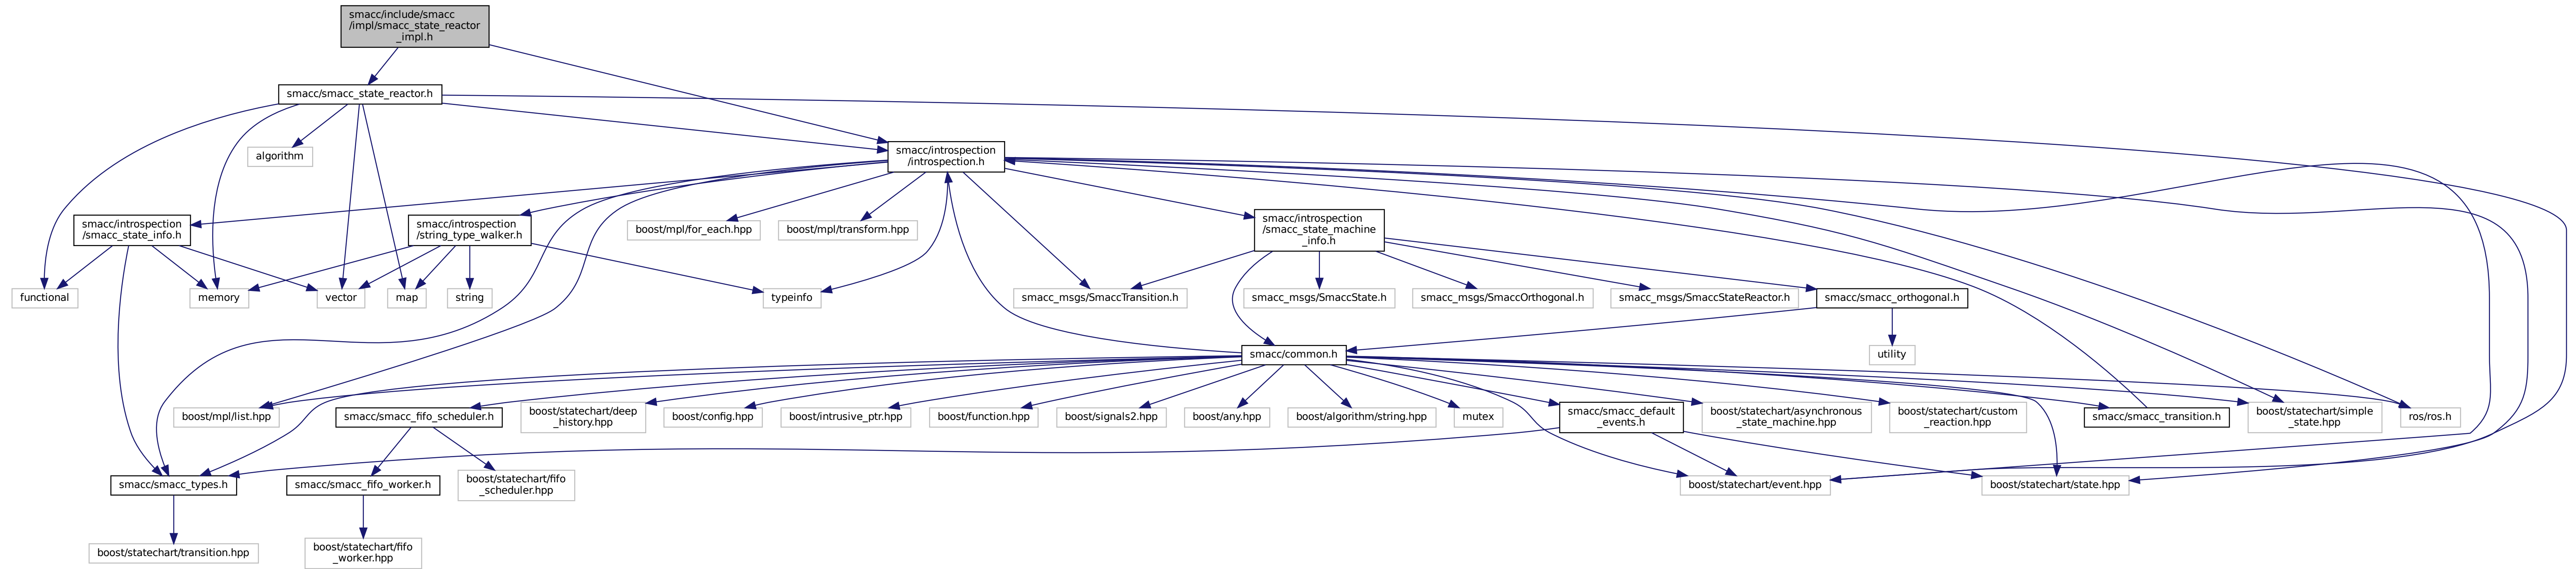 smacc/include/smacc
/impl/smacc_state_reactor
_impl.h
smacc/smacc_state_reactor.h
smacc/introspection
/introspection.h
algorithm
smacc/introspection
/smacc_state_info.h
smacc/introspection
/string_type_walker.h
boost/mpl/for_each.hpp
boost/mpl/transform.hpp
smacc/introspection
/smacc_state_machine
_info.h
functional
memory
vector
map
string
typeinfo
smacc_msgs/SmaccTransition.h
smacc_msgs/SmaccState.h
smacc_msgs/SmaccOrthogonal.h
smacc_msgs/SmaccStateReactor.h
smacc/smacc_orthogonal.h
smacc/common.h
utility
boost/mpl/list.hpp
smacc/smacc_fifo_scheduler.h
boost/statechart/deep
_history.hpp
boost/config.hpp
boost/intrusive_ptr.hpp
boost/function.hpp
boost/signals2.hpp
boost/any.hpp
boost/algorithm/string.hpp
mutex
smacc/smacc_default
_events.h
boost/statechart/asynchronous
_state_machine.hpp
boost/statechart/custom
_reaction.hpp
smacc/smacc_transition.h
boost/statechart/simple
_state.hpp
ros/ros.h
smacc/smacc_types.h
smacc/smacc_fifo_worker.h
boost/statechart/fifo
_scheduler.hpp
boost/statechart/event.hpp
boost/statechart/state.hpp
boost/statechart/transition.hpp
boost/statechart/fifo
_worker.hpp